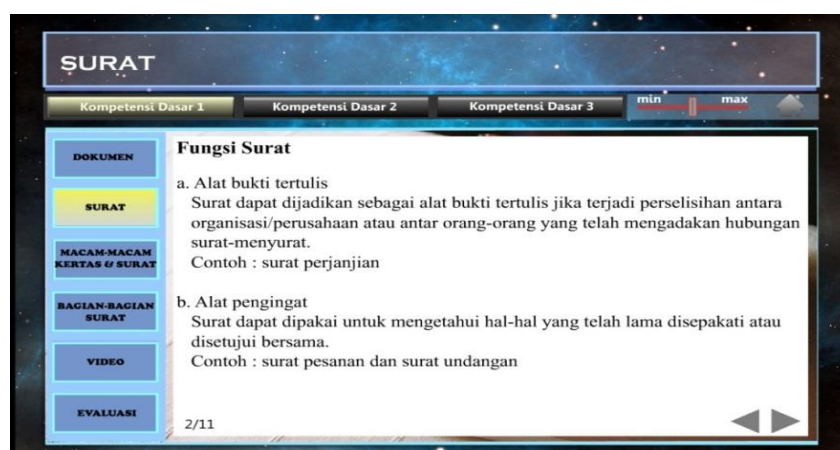 SURAT
Kompetensi Dasar 1
Kompetensi Dasar 2
Kompetensi Dasar 3
min
max
DOKUMEN
SURAT
MACAM-MACAM
KERTAS & SURAT
BAGIAN-BAGIAN
SURAT
VIDEO
EVALUASI
Fungsi Surat
a. Alat bukti tertulis
Surat dapat dijadikan sebagai alat bukti tertulis jika terjadi perselisihan antara
organisasi/perusahaan atau antar orang-orang yang telah mengadakan hubungan
surat-menyurat.
Contoh : surat perjanjian
b. Alat pengingat
Surat dapat dipakai untuk mengetahui hal-hal yang telah lama disepakati atau
disetujui bersama.
Contoh : surat pesanan dan surat undangan
2/11